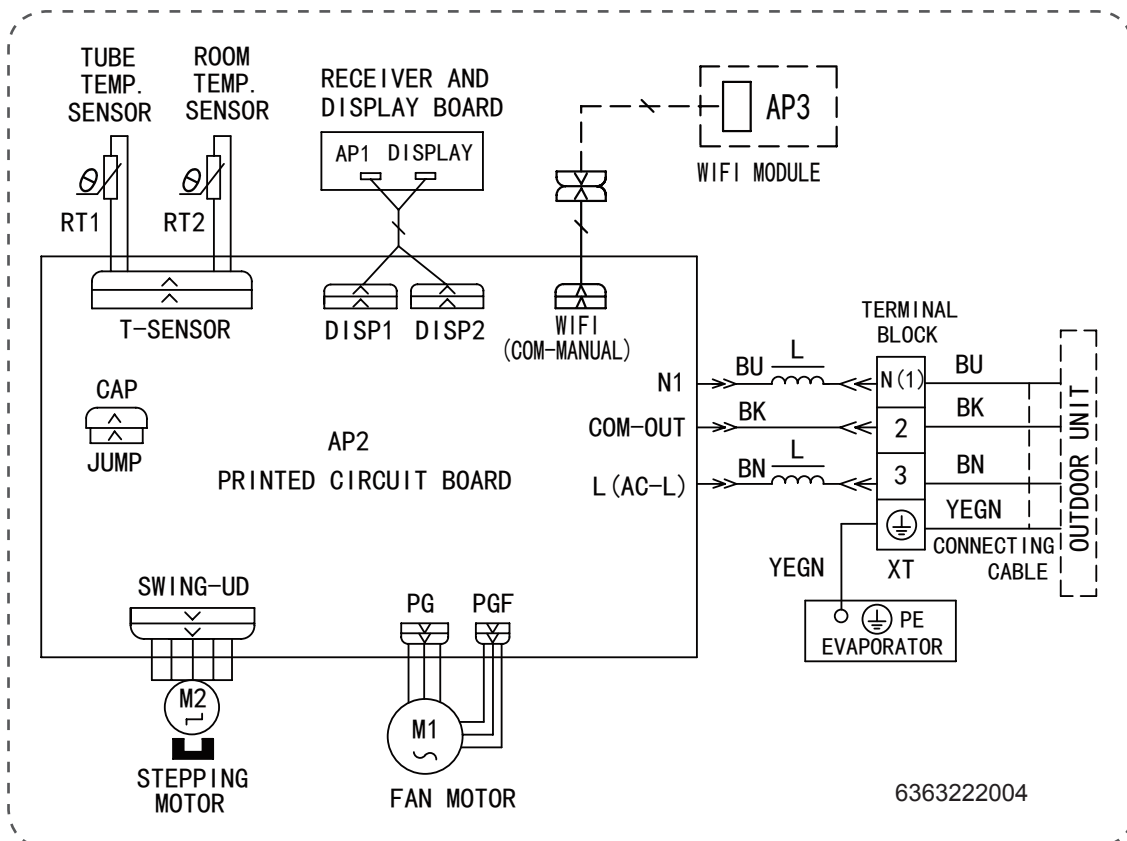 TUBE
TEMP.
SENSOR
ROOM
TEMP.
SENSOR
RECEIVER AND
DISPLAY BOARD
AP1 DISPLAY
AP3
WIFI MODULE
θ
RT1
θ
RT2
T-SENSOR
DISP1
DISP2
WIFI
(COM-MANUAL)
CAP
JUMP
AP2
PRINTED CIRCUIT BOARD
N1
COM-OUT
L(AC-L)
BU
L
BK
BN
L
TERMINAL
BLOCK
N(1)
2
3
XT
BU
BK
BN
YEGN
CONNECTING
CABLE
OUTDOOR UNIT
YEGN
PE
EVAPORATOR
SWING-UD
M2
STEPPING
MOTOR
PG
PGF
M1
FAN MOTOR
6363222004